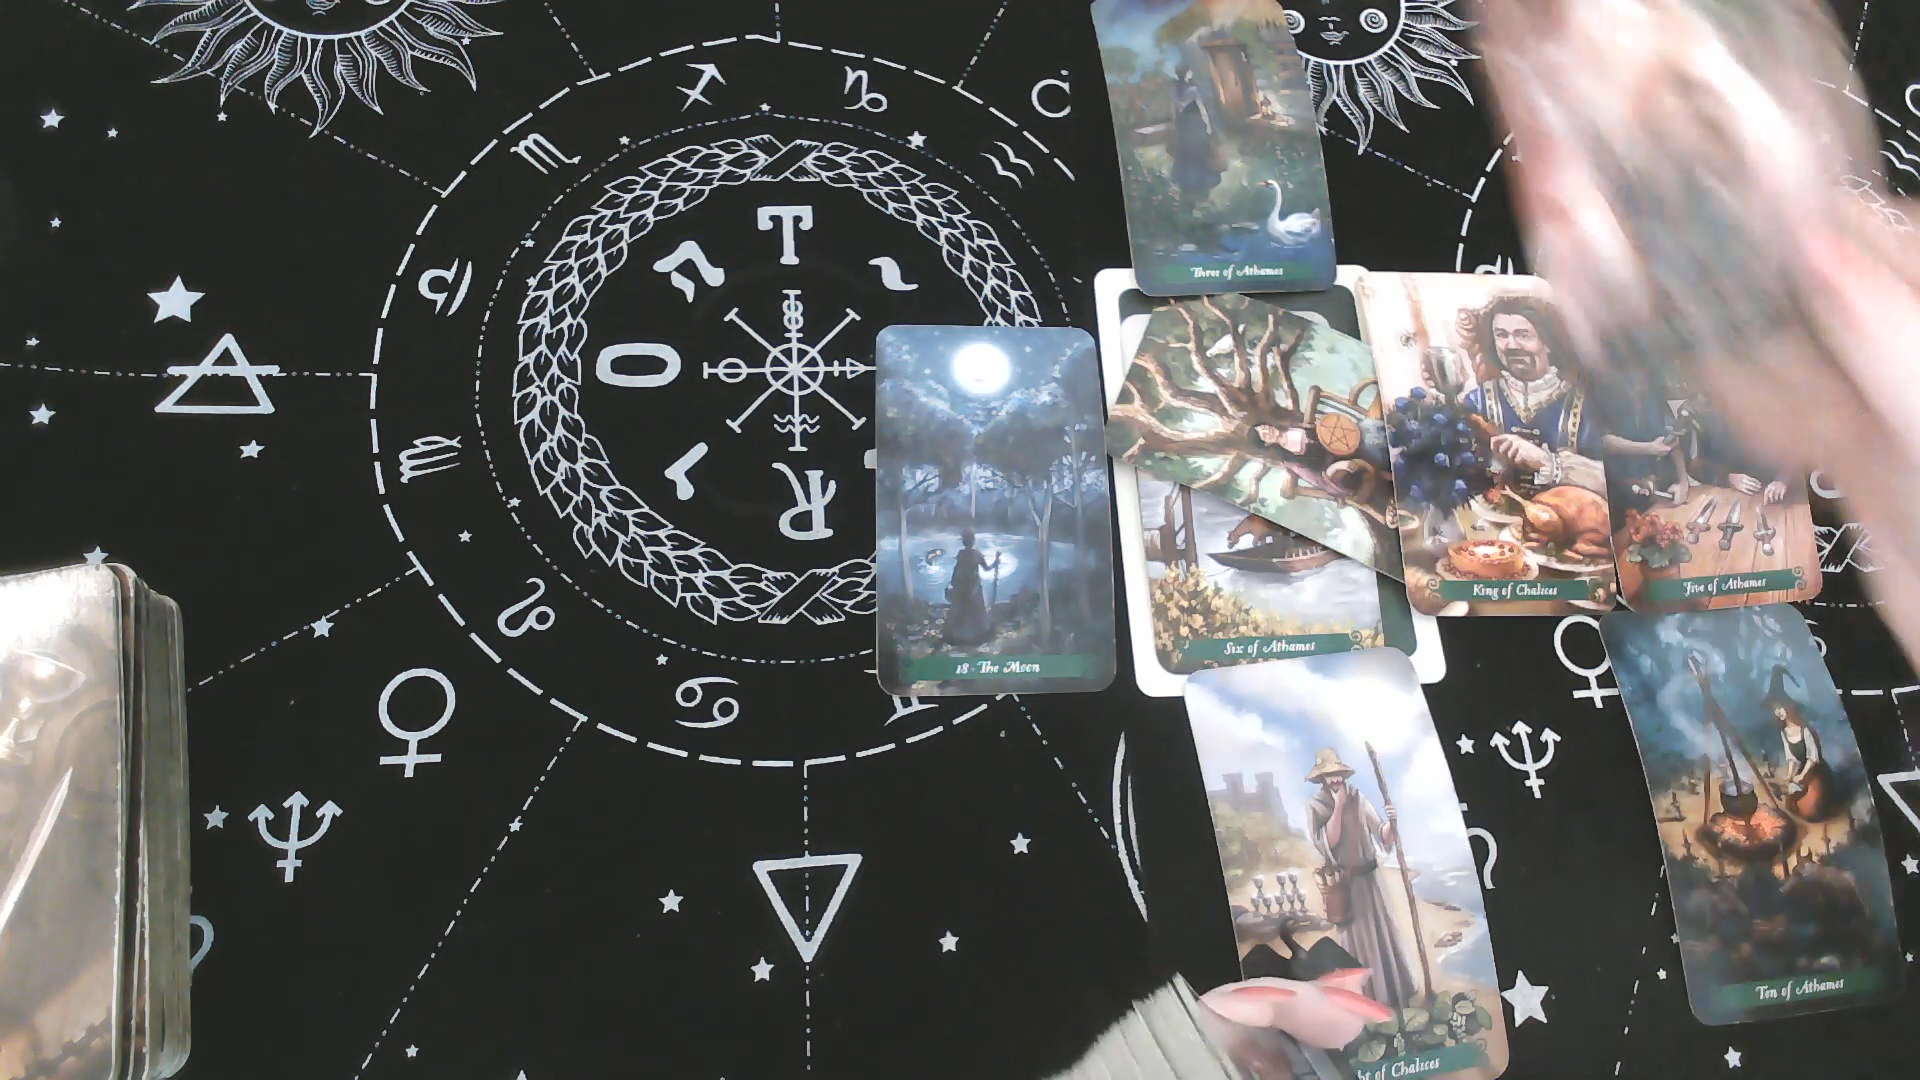 Three of Athames
King of Chalices
Five of Athames
Six of Athames
18 - The Moon
Ten of Athames
ht of Chalices